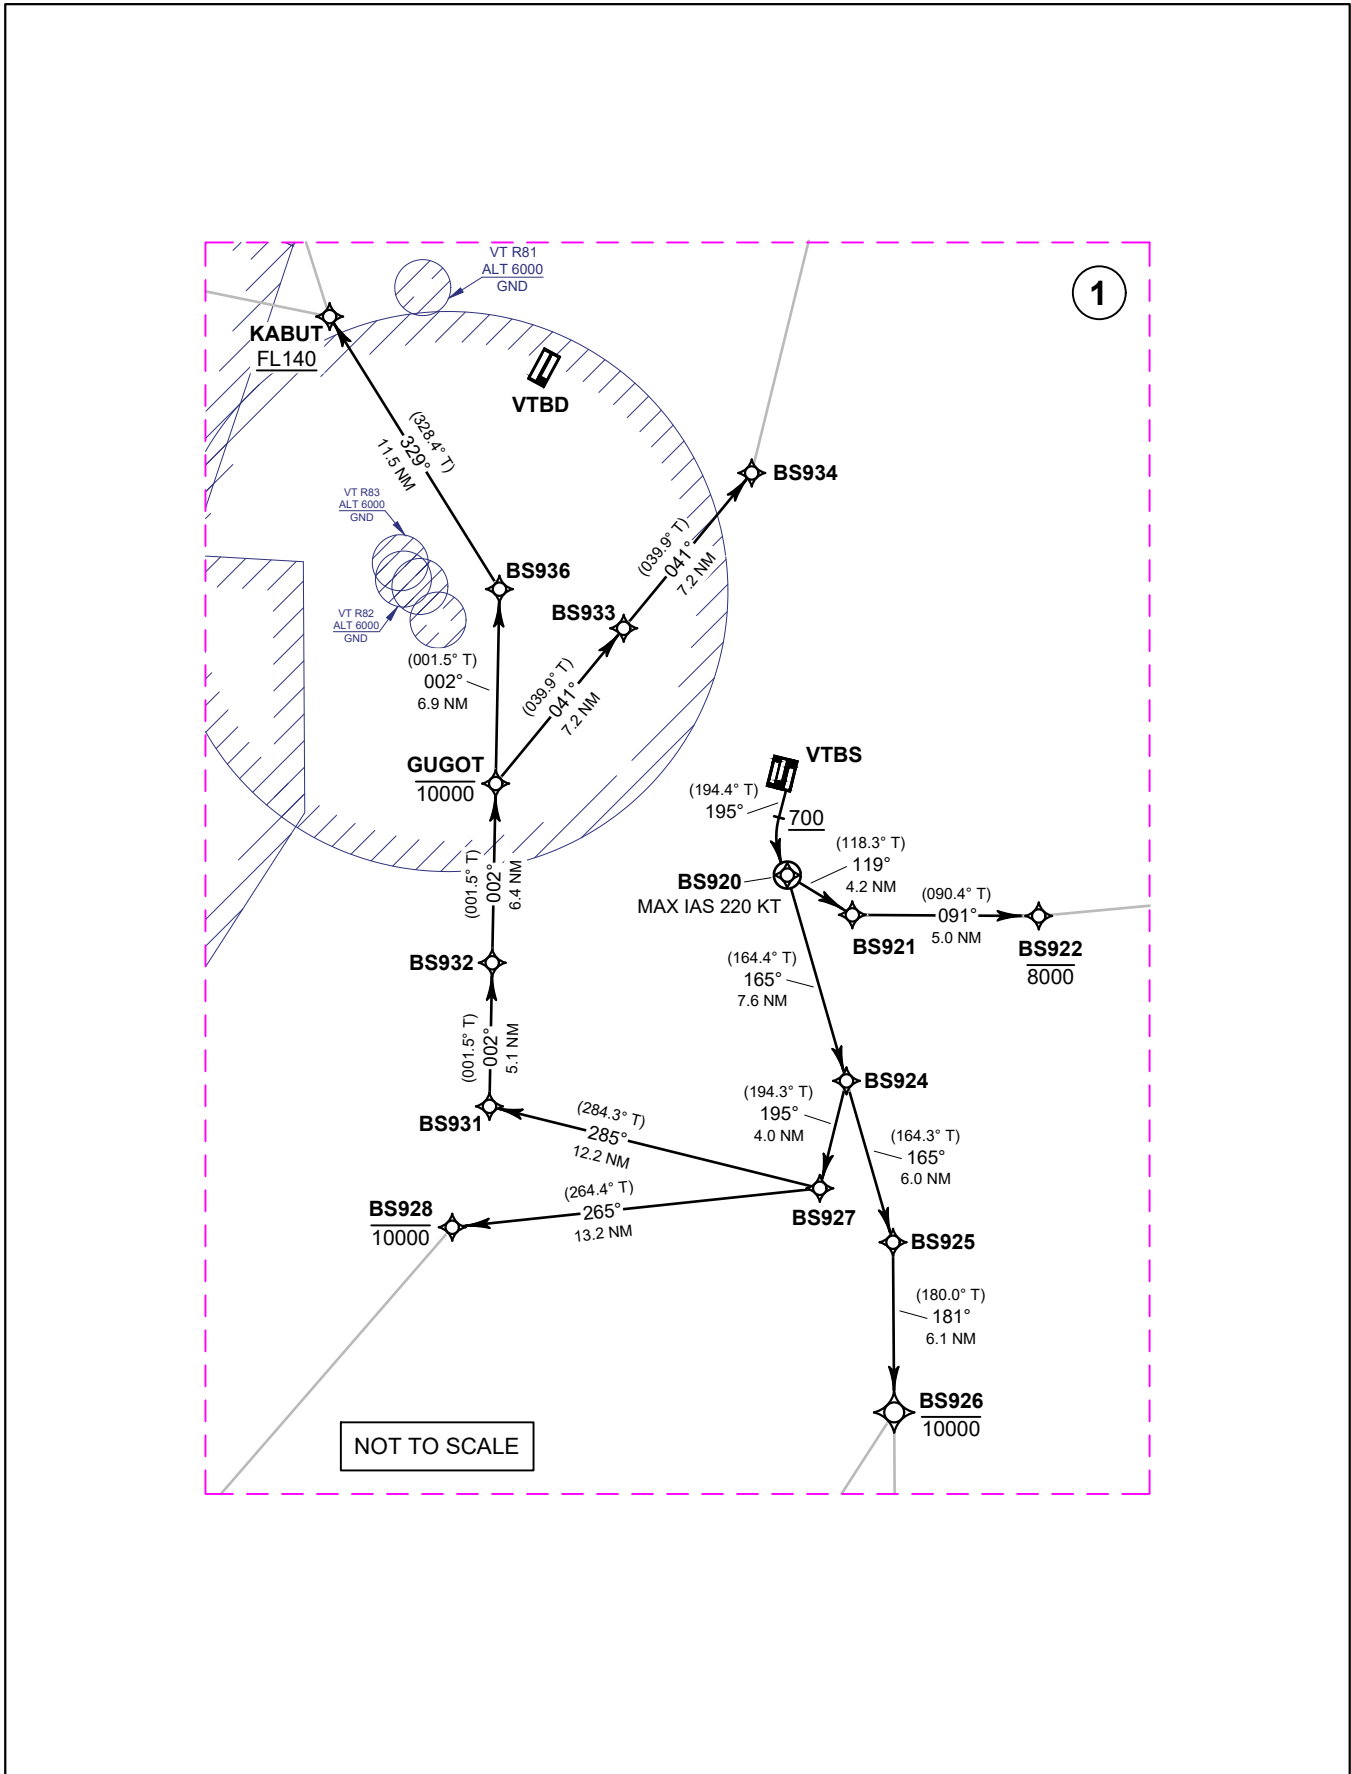 VT R81
ALT 6000
GND
1
KABUT
FL140
VTBD
(328.4° T)
329°
11.5 NM
BS934
VT R83
ALT 6000
GND
(039.9° T)
041°
7.2 NM
BS936
BS933
VT R82
ALT 6000
GND
(001.5° T)
002°
6.9 NM
(039.9° T)
041°
7.2 NM
GUGOT
10000
VTBS
(194.4° T)
195°
700
(118.3° T)
119°
4.2 NM
BS920
MAX IAS 220 KT
(090.4° T)
091°
5.0 NM
(001.5° T)
002°
6.4 NM
BS921
BS922
8000
BS932
(164.4° T)
165°
7.6 NM
(001.5° T)
002°
5.1 NM
BS924
BS931
(284.3° T)
285°
12.2 NM
(194.3° T)
195°
4.0 NM
(164.3° T)
165°
6.0 NM
(264.4° T)
265°
13.2 NM
BS927
BS928
10000
BS925
(180.0° T)
181°
6.1 NM
BS926
10000
NOT TO SCALE